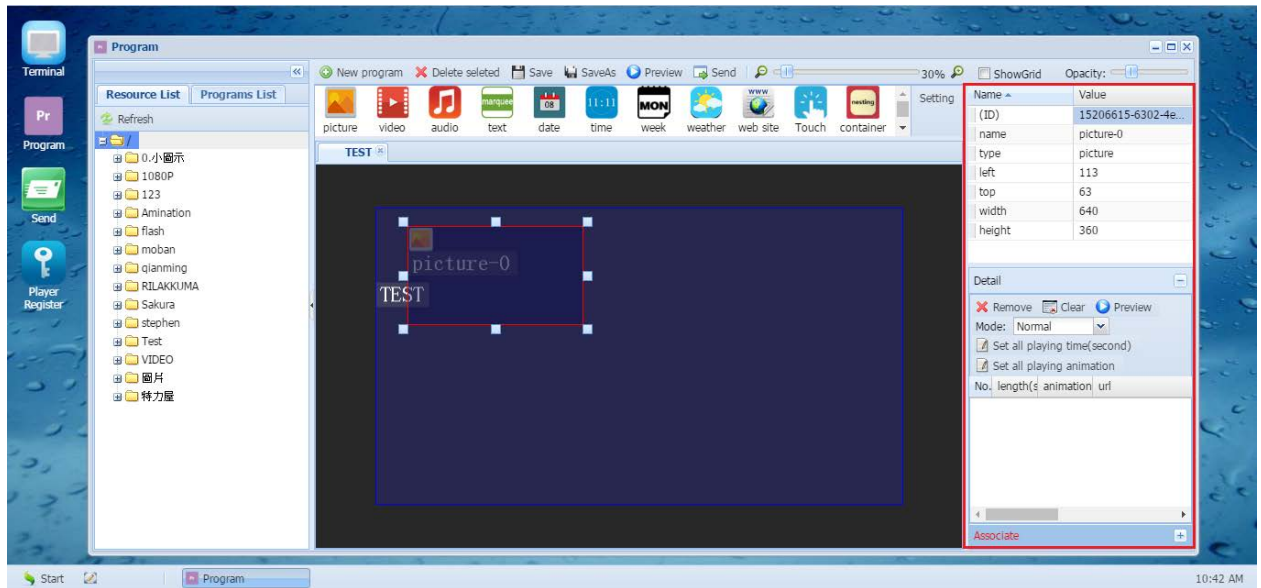 Terminal
Program
Send
Player
Register
Program
Resource List Programs List
Refresh
/
0.小圖示
1080P
123
Amination
flash
moban
qianming
RILAKKUMA
Sakura
stephen
Test
VIDEO
圖片
特力屋
New program Delete seleted Save SaveAs Preview Send 30% ShowGrid Opacity:
marquee 08 11:11 MON WWW nesting
picture video audio text date time week weather web site Touch container Setting
TEST
picture-0
TEST
Name Value
(ID) 15206615-6302-4e...
name picture-0
type picture
left 113
top 63
width 640
height 360
Detail
Remove Clear Preview
Mode: Normal
Set all playing time(second)
Set all playing animation
No. length(s animation url
Associate
Start Program 10:42 AM